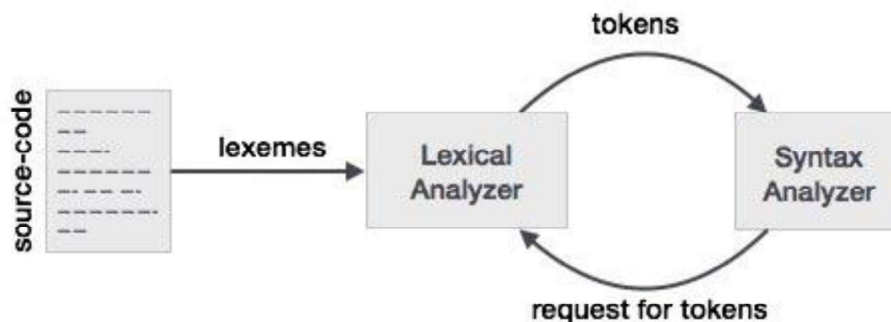 tokens
source-code
lexemes
Lexical
Analyzer
Syntax
Analyzer
request for tokens